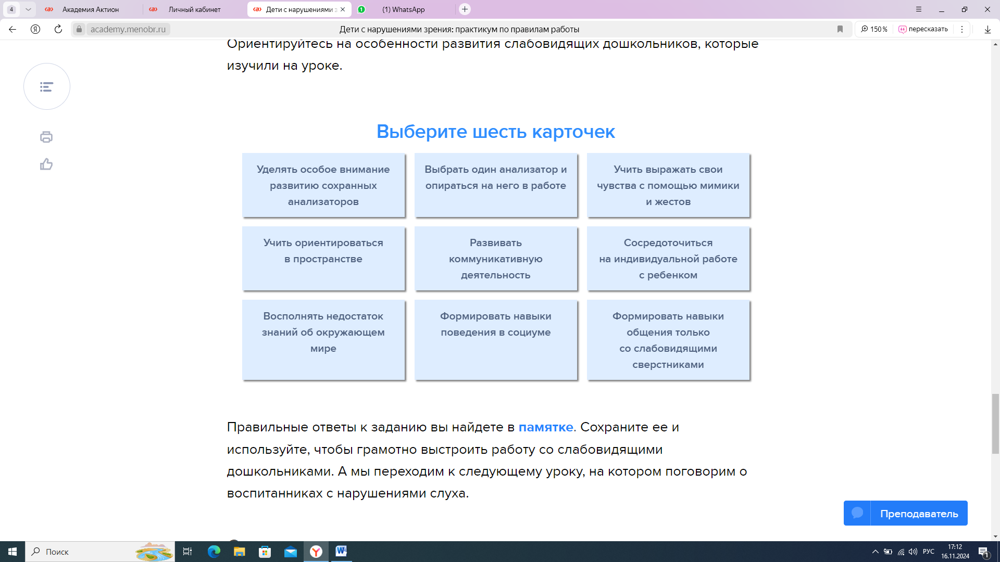 4
Академия Актион
Личный кабинет
Дети с нарушениями з
1
(1) WhatsApp
academy.menobr.ru
Дети с нарушениями зрения: практикум по правилам работы
150 %
пересказать
Ориентируйтесь на особенности развития слабовидящих дошкольников, которые
изучили на уроке.
Выберите шесть карточек
Уделять особое внимание
развитию сохранных
анализаторов
Выбрать один анализатор и
опираться на него в работе
Учить выражать свои
чувства с помощью мимики
и жестов
Учить ориентироваться
в пространстве
Развивать
коммуникативную
деятельность
Сосредоточиться
на индивидуальной работе
с ребенком
Восполнять недостаток
знаний об окружающем
мире
Формировать навыки
поведения в социуме
Формировать навыки
общения только
со слабовидящими
сверстниками
Правильные ответы к заданию вы найдете в памятке. Сохраните ее и
используйте, чтобы грамотно выстроить работу со слабовидящими
дошкольниками. А мы переходим к следующему уроку, на котором поговорим о
воспитанниках с нарушениями слуха.
Преподаватель
Поиск
РУС
17:12
16.11.2024
1